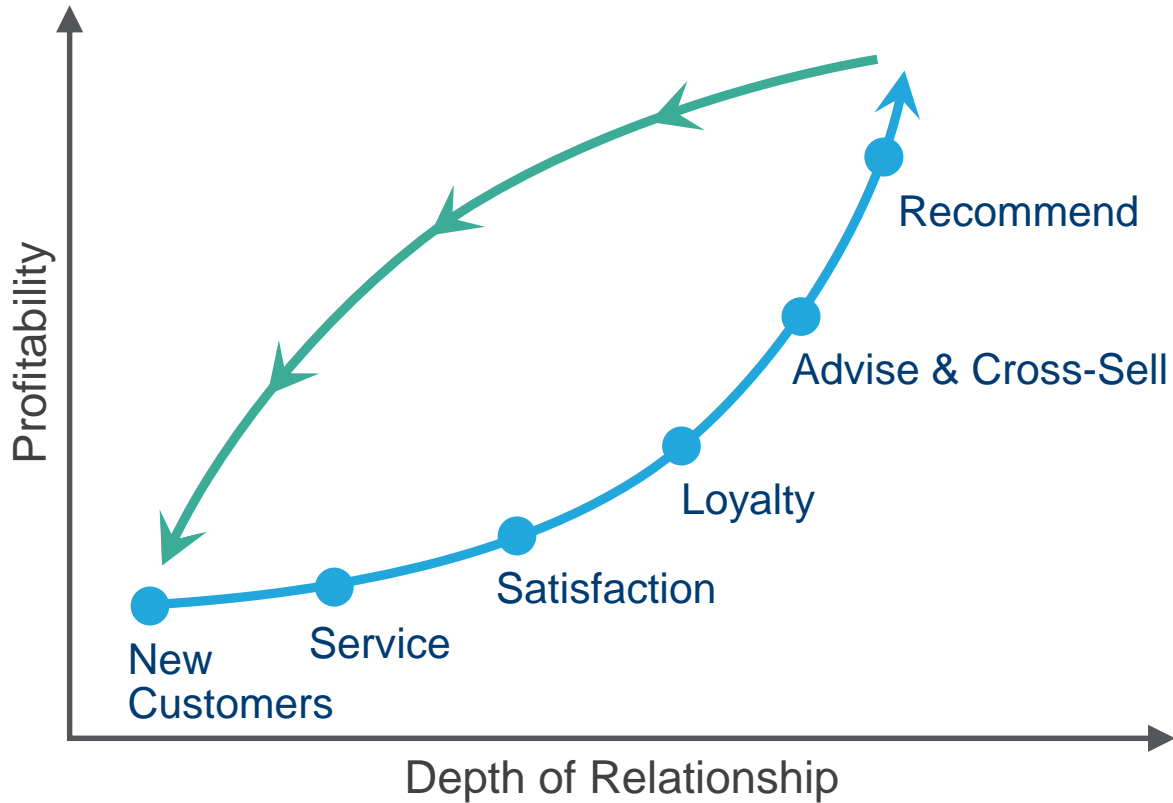 Profitability
Recommend
Advise & Cross-Sell
Loyalty
Satisfaction
Service
New
Customers
Depth of Relationship